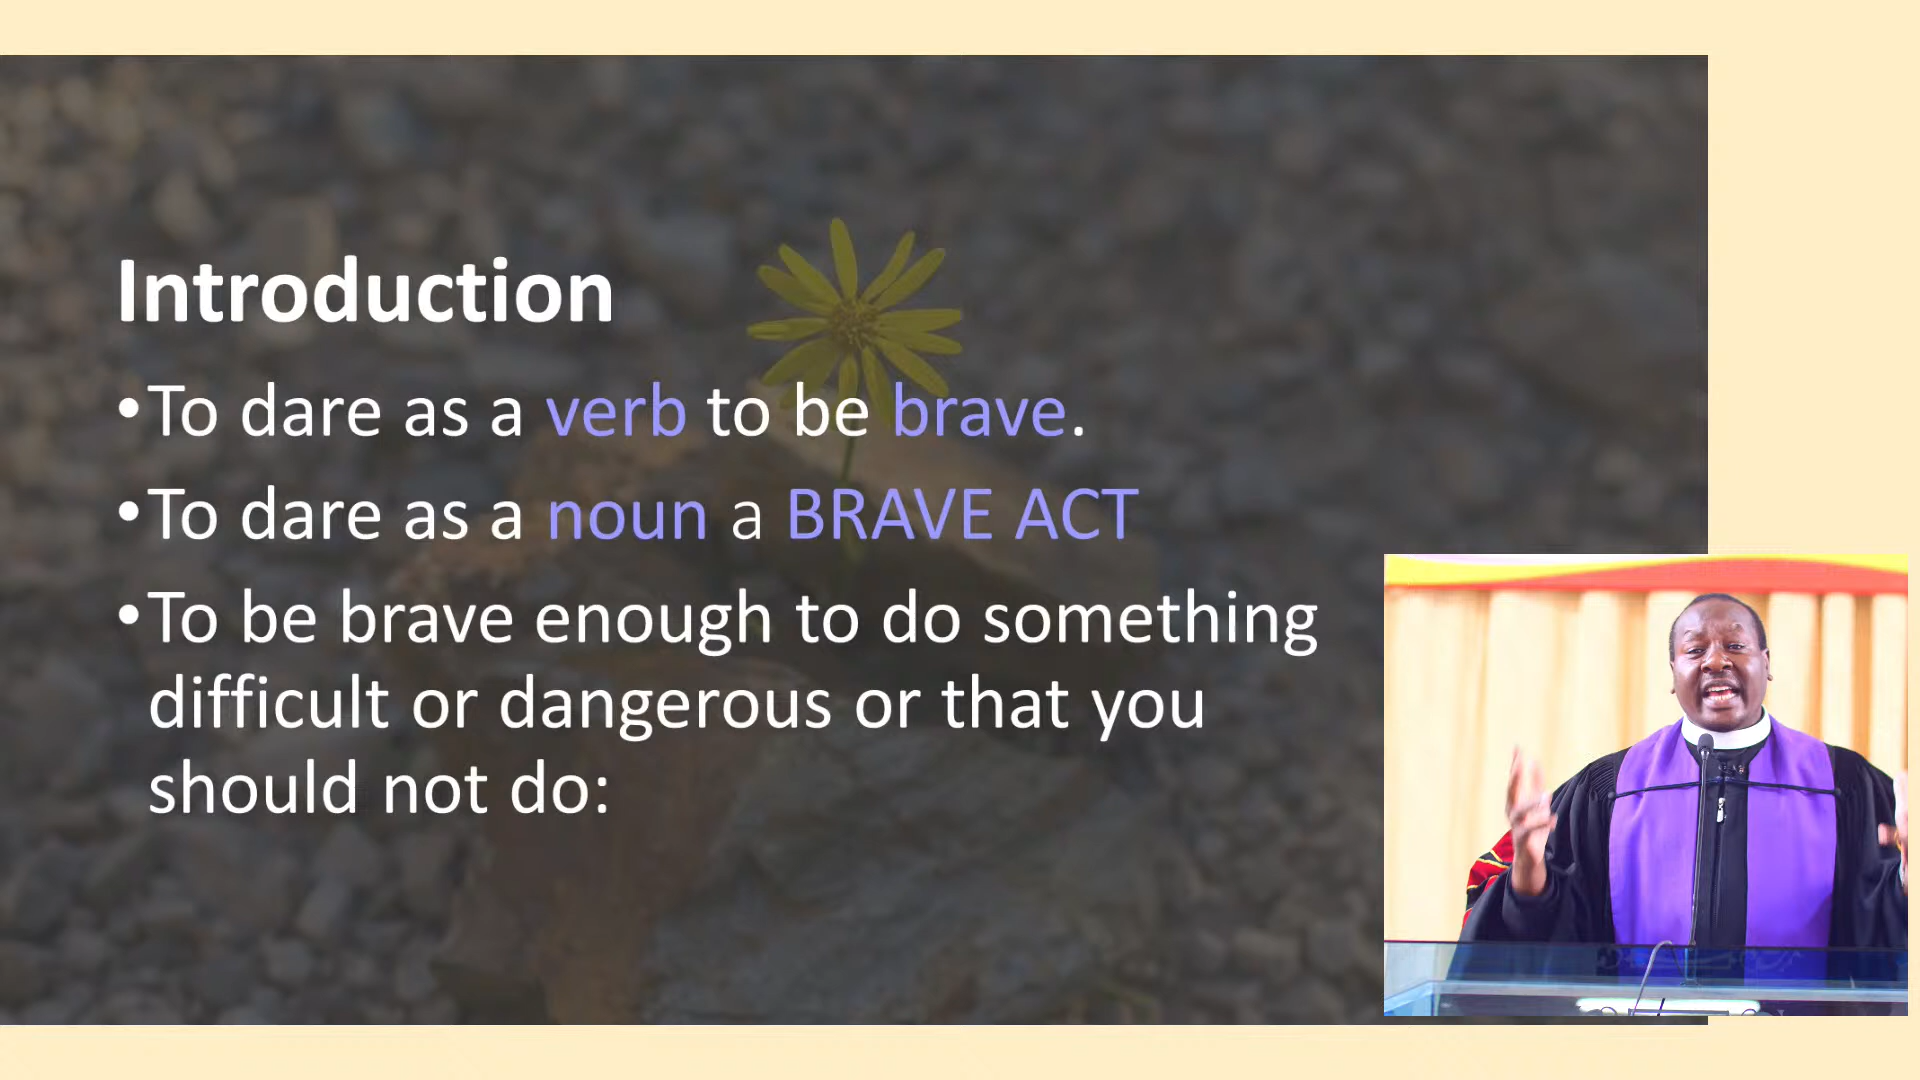 Introduction
•To dare as a verb to be brave.
•To dare as a noun a BRAVE ACT
•To be brave enough to do something
difficult or dangerous or that you
should not do: